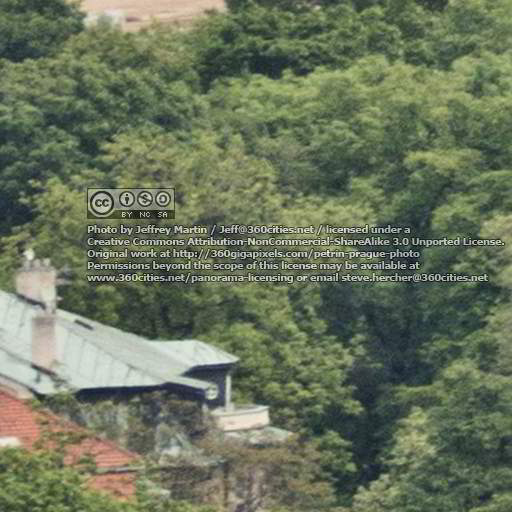 cc
BY NC SA
Photo by Jeffrey Martin / Jeff@360cities.net / licensed under a
Creative Commons Attribution-NonCommercial-ShareAlike 3.0 Unported License.
Original work at http://360gigapixels.com/petrin-prague-photo
Permissions beyond the scope of this license may be available at
www.360cities.net/panorama-licensing or email steve.hercher@360cities.net